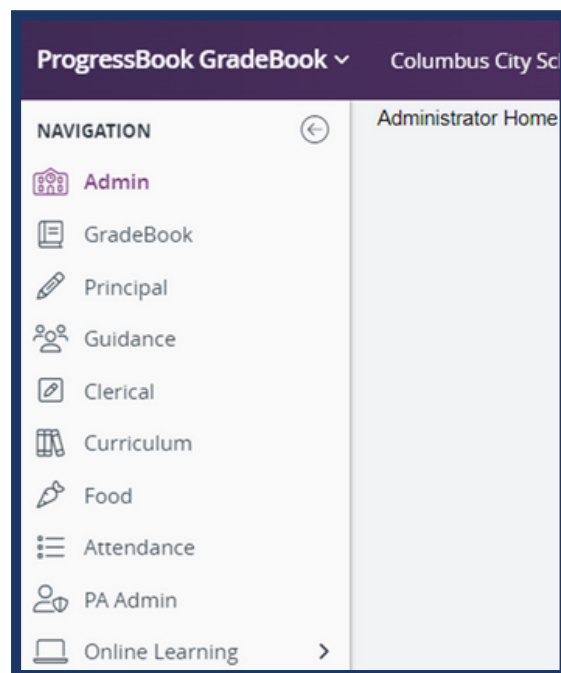 ProgressBook GradeBook
Columbus City Sc
NAVIGATION
Administrator Home
Admin
GradeBook
Principal
Guidance
Clerical
Curriculum
Food
Attendance
PA Admin
Online Learning